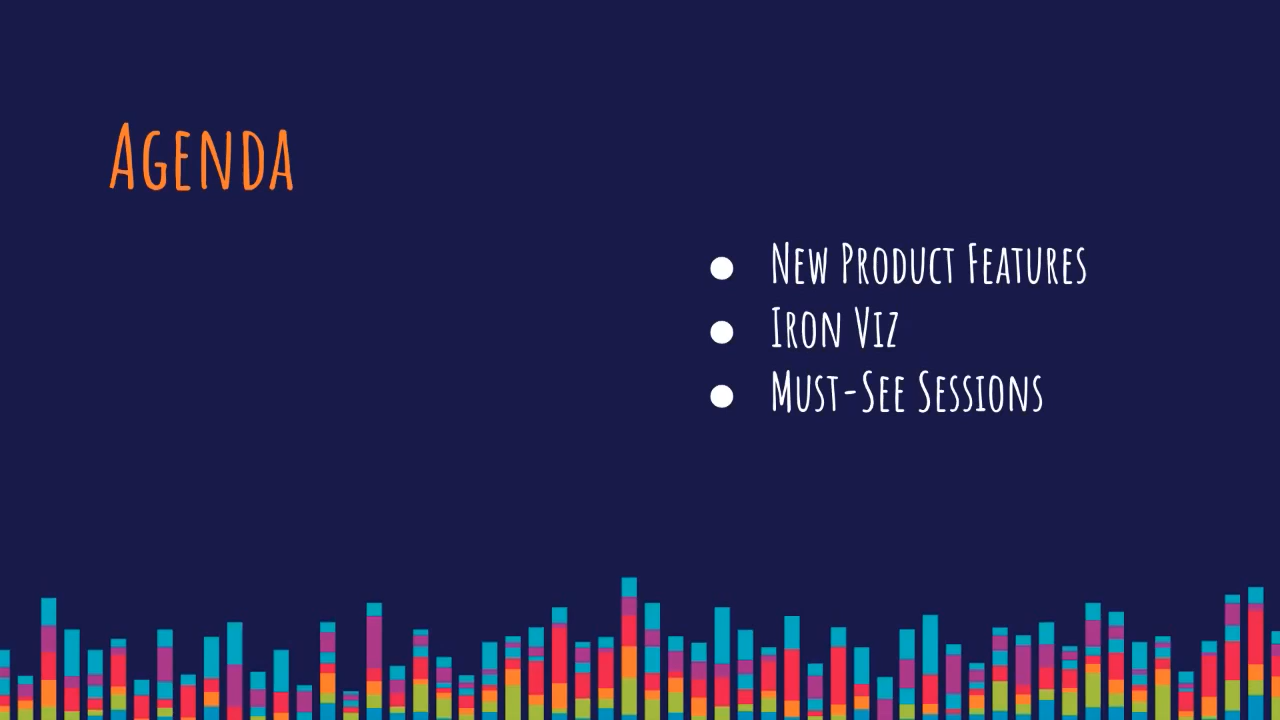 Agenda
● New Product Features
● Iron Viz
● Must-See Sessions